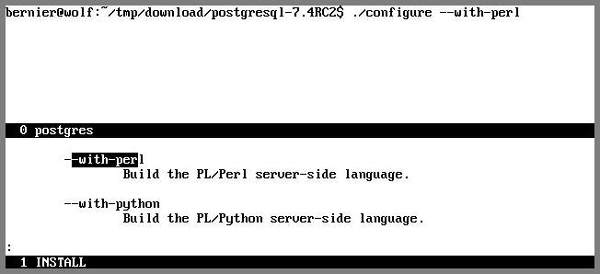 bernier@wolf:~/tmp/download/postgresql-7.4RC2$ ./configure --with-perl
0 postgres
--with-perl
Build the PL/Perl server-side language.
--with-python
Build the PL/Python server-side language.
:
1 INSTALL